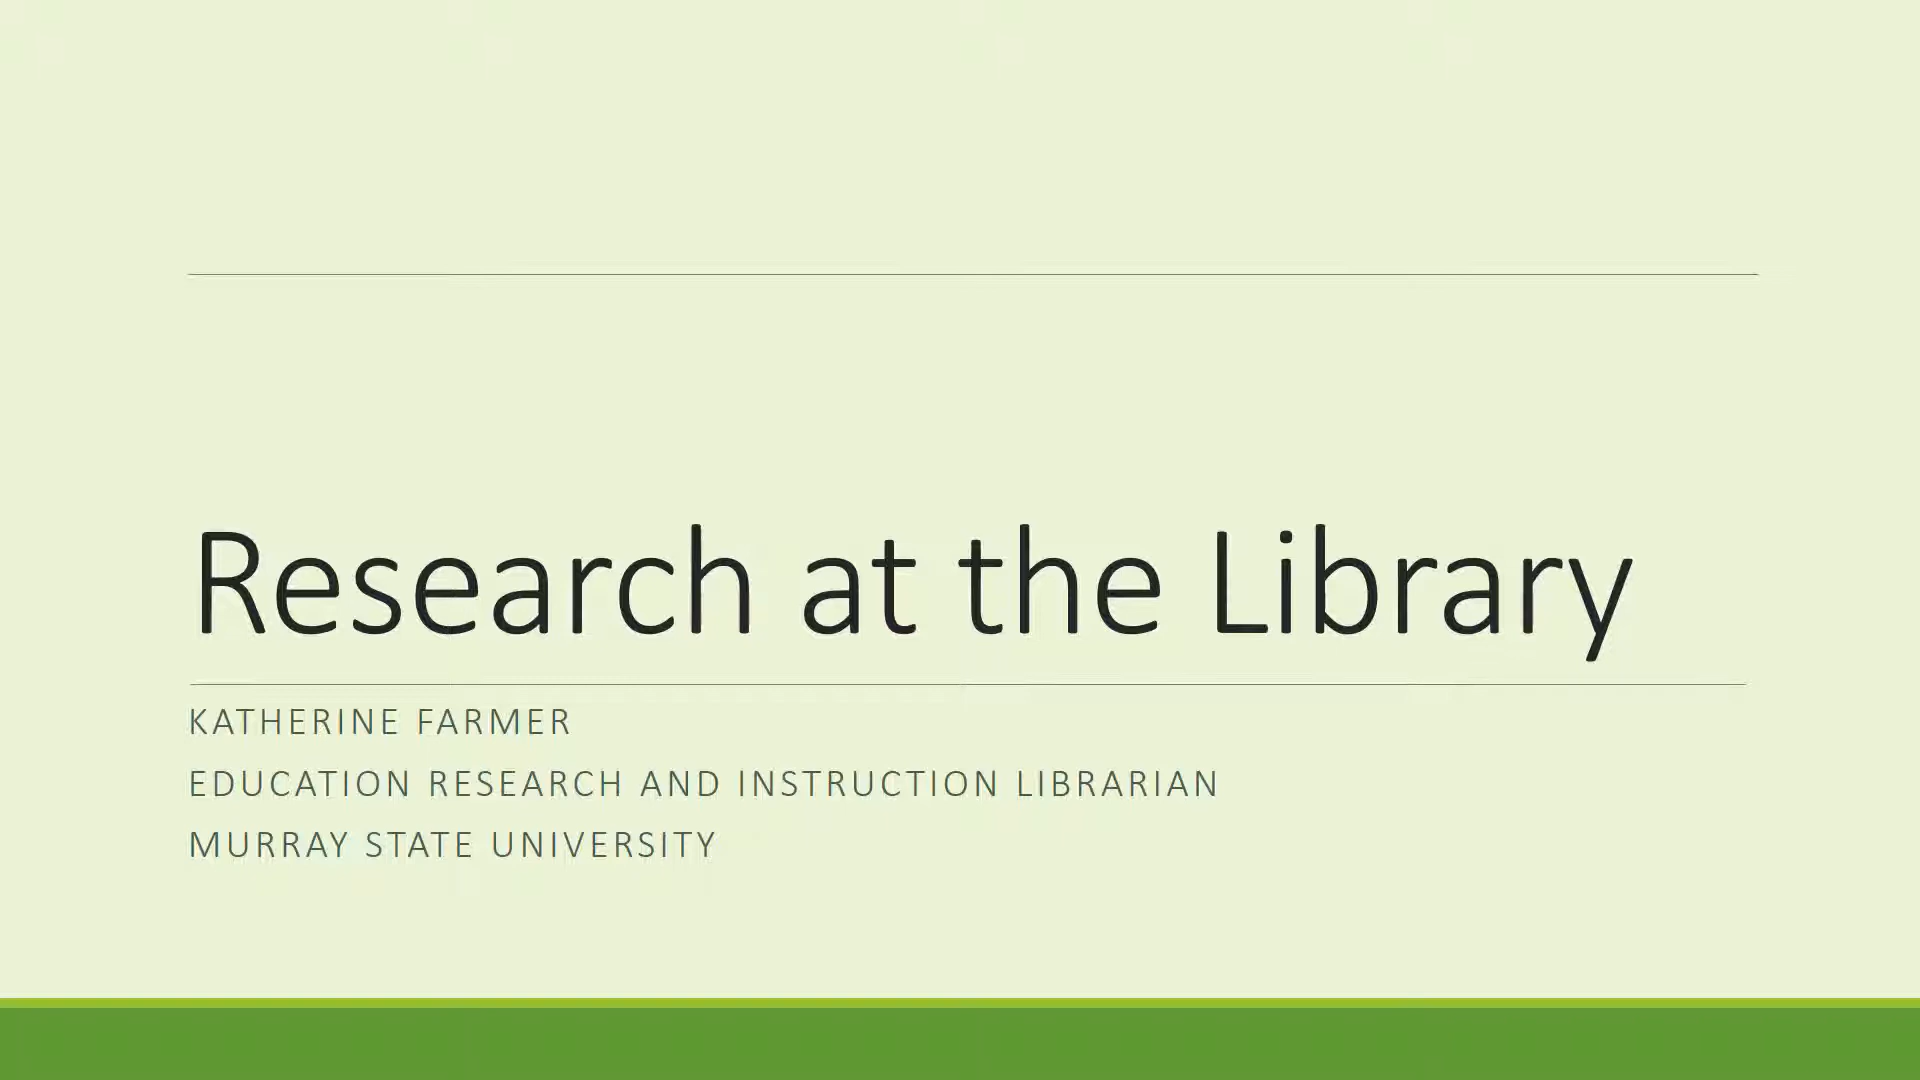 Research at the Library
KATHERINE FARMER
EDUCATION RESEARCH AND INSTRUCTION LIBRARIAN
MURRAY STATE UNIVERSITY